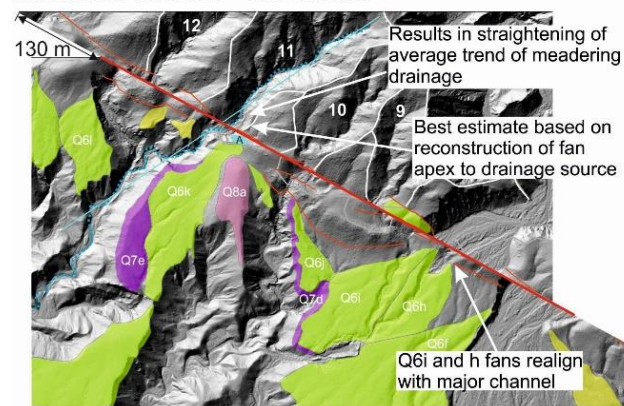 12
11
130 m
Results in straightening of
average trend of meadering
drainage
10
9
Best estimate based on
reconstruction of fan
apex to drainage source
A
Q6l
Q6k
Q8a
Q7e
Q6j
Q7d
Q6i
Q6h
Q6f
Q6i and h fans realign
with major channel